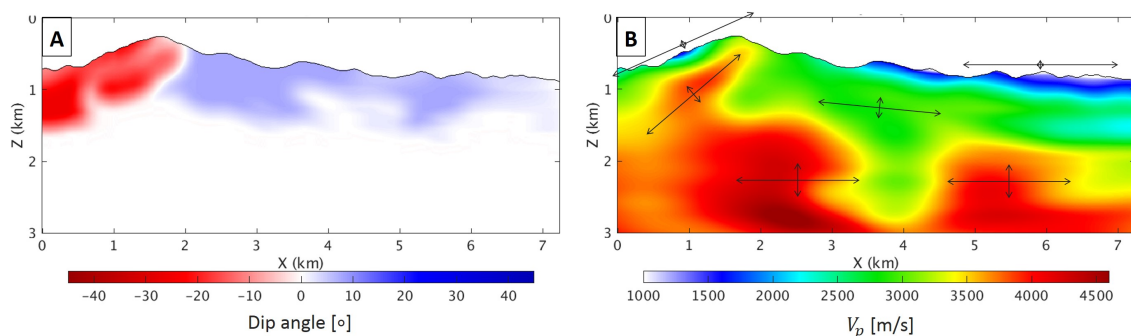 A
B
0
1
2
3
Z (km)
0 1 2 3 4 5 6 7
X (km)
−40 −30 −20 −10 0 10 20 30 40
Dip angle [∘]
0
1
2
3
Z (km)
0 1 2 3 4 5 6 7
X (km)
1000 1500 2000 2500 3000 3500 4000 4500
Vp [m/s]